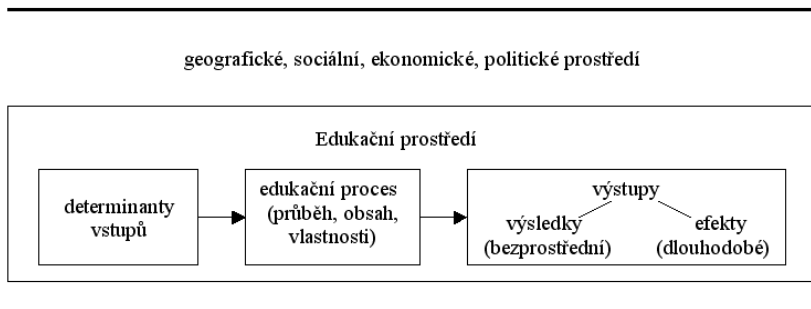 geografické, sociální, ekonomické, politické prostředí
Edukační prostředí
determinanty
vstupů
edukační proces
(průběh, obsah,
vlastnosti)
výstupy
výsledky
(bezprostřední)
efekty
(dlouhodobé)